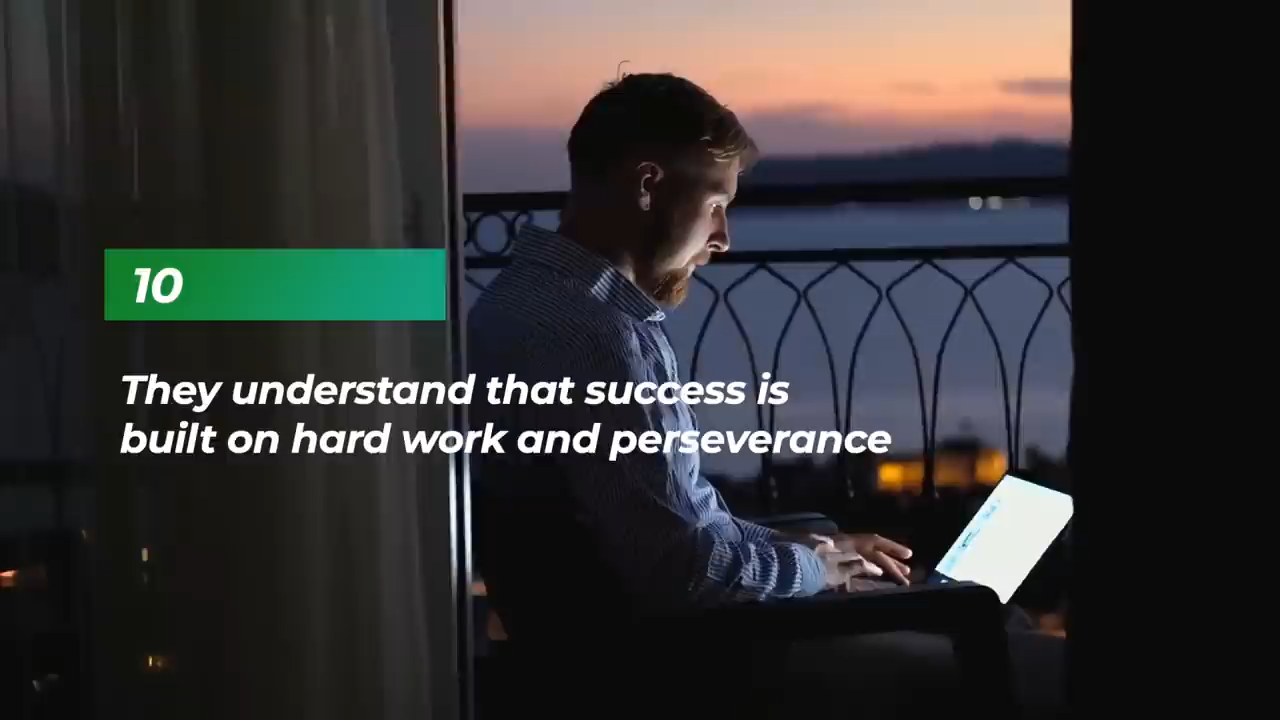 10
They understand that success is
built on hard work and perseverance